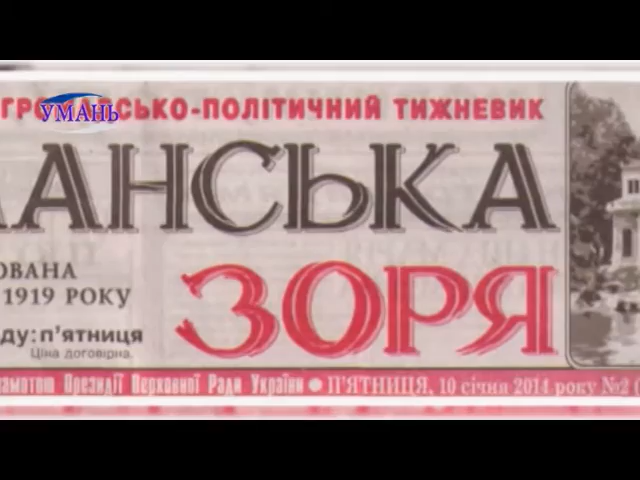 УМАНЬ
ГРОМАДСЬКО-ПОЛІТИЧНИЙ ТИЖНЕВИК
АНСЬКА
ЗОРЯ
ОВАНА
1919 РОКУ
ду: п'ятниця
Ціна договірна.
амотою Президії Верховної Ради України ● П'ЯТНИЦЯ, 10 січня 2014 року №2